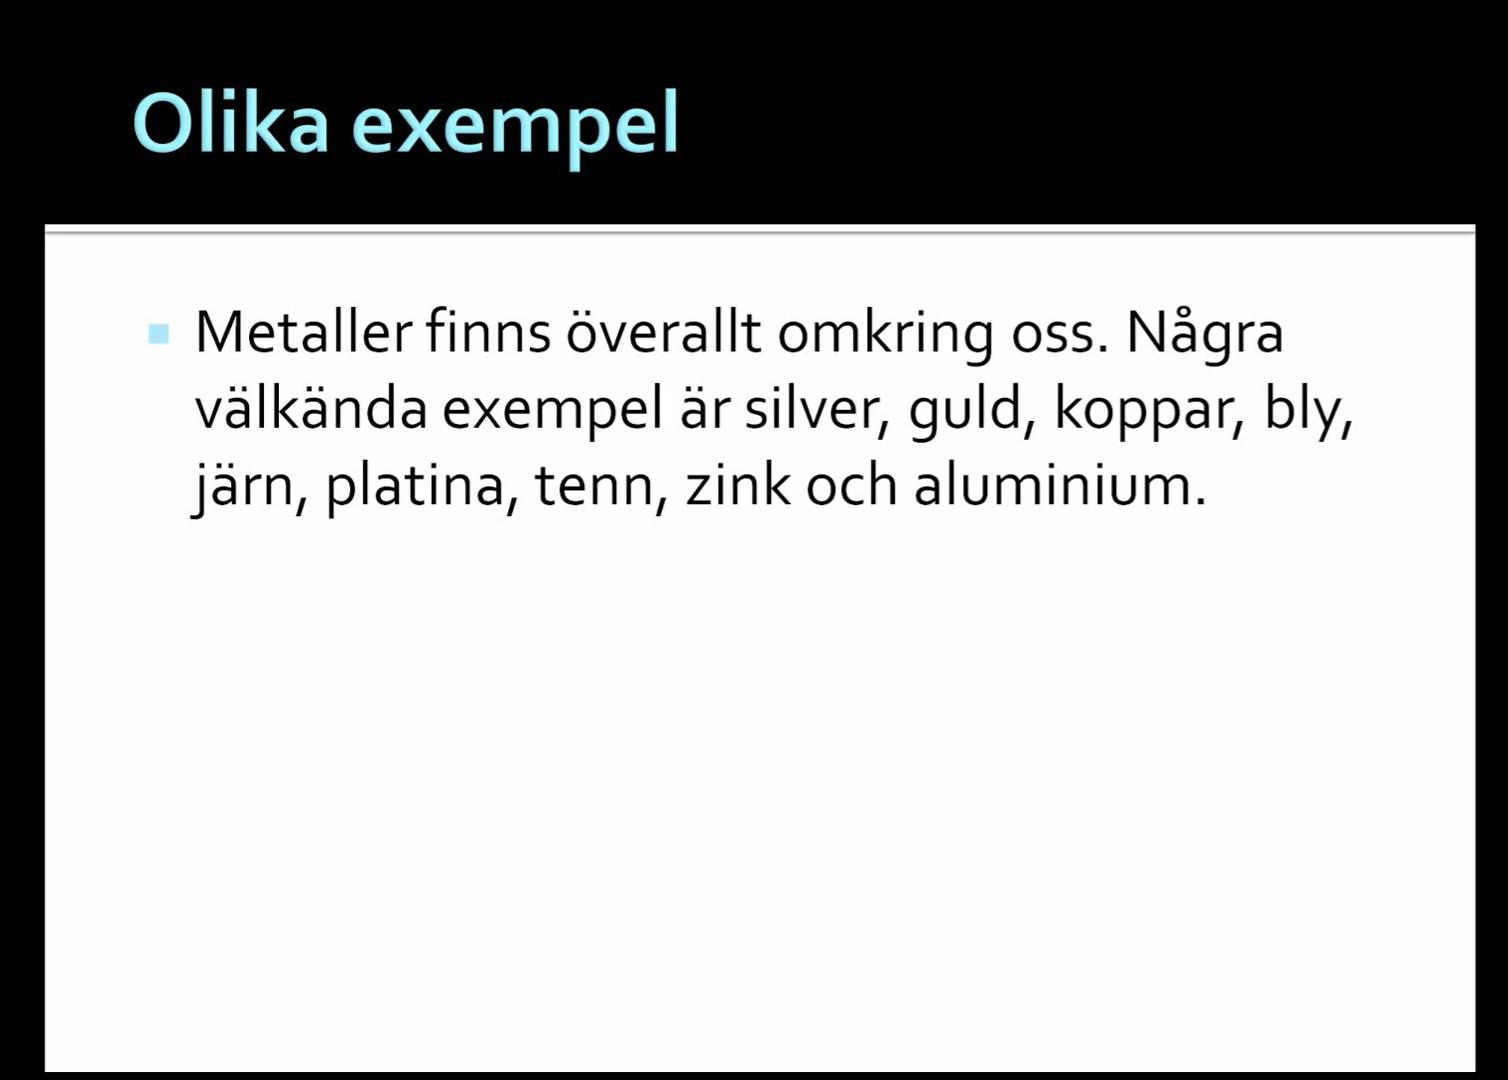 Olika exempel
Metaller finns överallt omkring oss. Några
välkända exempel är silver, guld, koppar, bly,
järn, platina, tenn, zink och aluminium.